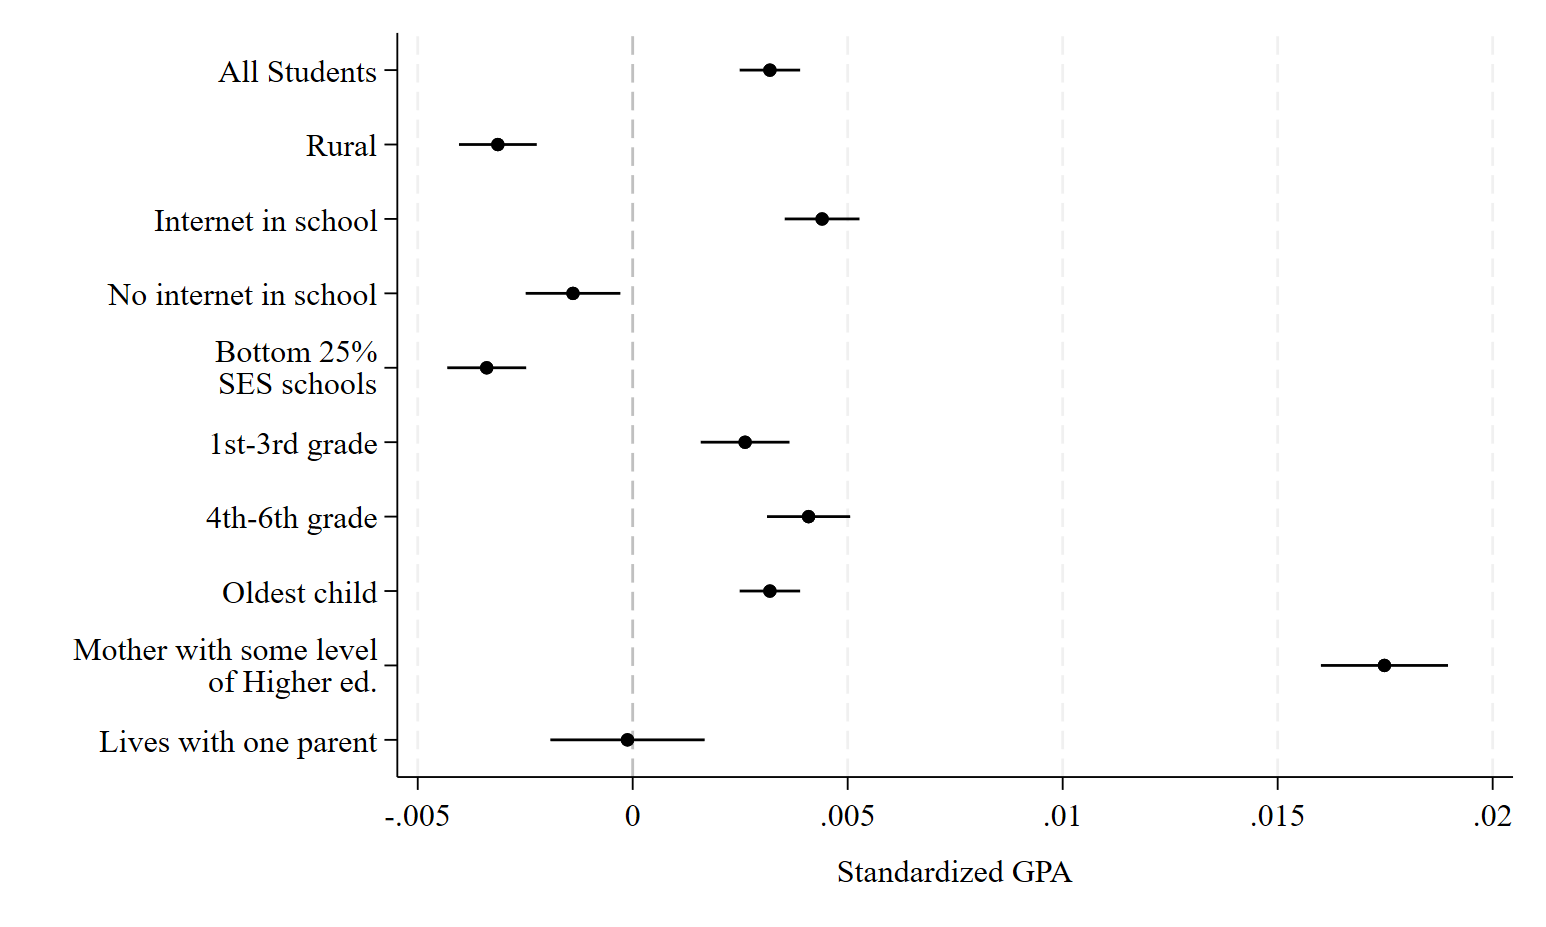 All Students
Rural
Internet in school
No internet in school
Bottom 25%
SES schools
1st-3rd grade
4th-6th grade
Oldest child
Mother with some level
of Higher ed.
Lives with one parent
-.005 0 .005 .01 .015 .02
Standardized GPA